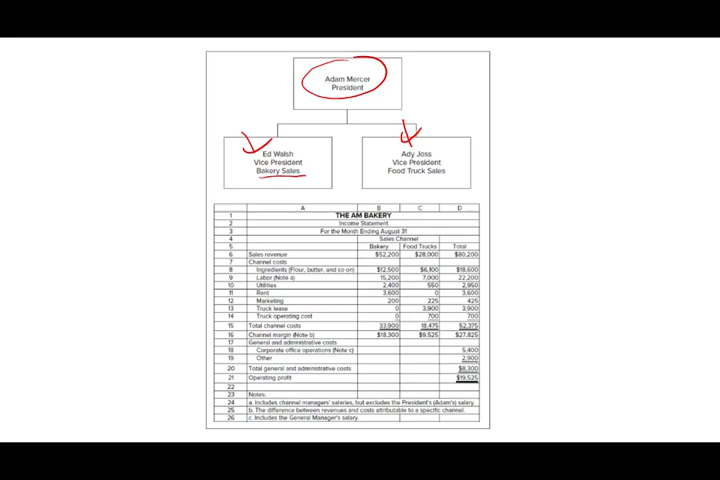 Adam Mercer
President
Ed Walsh
Vice President
Bakery Sales
Ady Joss
Vice President
Food Truck Sales
A B C D
1 THE AM BAKERY
2 Income Statement
3 For the Month Ending August 31
4 Sales Channel
5 Bakery Food Trucks Total
6 Sales revenue $52,200 $28,000 $80,200
7 Channel costs
8 Ingredients (Flour, butter, and so on) $12,500 $6,100 $18,600
9 Labor (Note a) 15,200 7,000 22,200
10 Utilities 2,400 550 2,950
11 Rent 3,600 0 3,600
12 Marketing 200 225 425
13 Truck lease 0 3,900 3,900
14 Truck operating cost 0 700 700
15 Total channel costs 33,900 18,475 52,375
16 Channel margin (Note b) $18,300 $9,525 $27,825
17 General and administrative costs
18 Corporate office operations (Note c) 5,400
19 Other 2,900
20 Total general and administrative costs $8,300
21 Operating profit $19,525
22
23 Notes:
24 a. Includes channel managers' salaries, but excludes the President's (Adam's) salary.
25 b. The difference between revenues and costs attributable to a specific channel.
26 c. Includes the General Manager's salary.